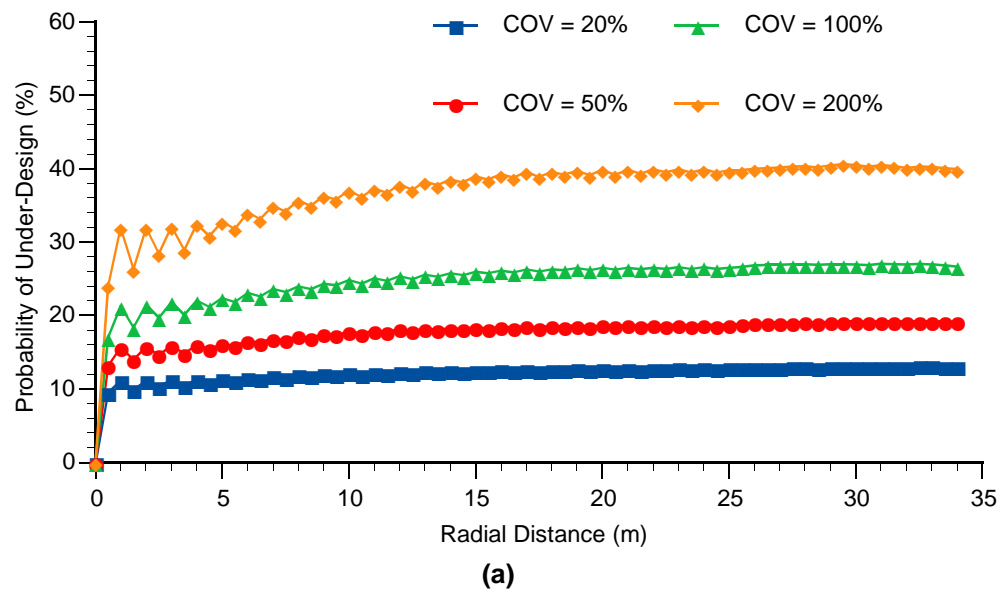 COV = 20%
COV = 100%
COV = 50%
COV = 200%
Probability of Under-Design (%)
60
50
40
30
20
10
0
0 5 10 15 20 25 30 35
Radial Distance (m)
(a)